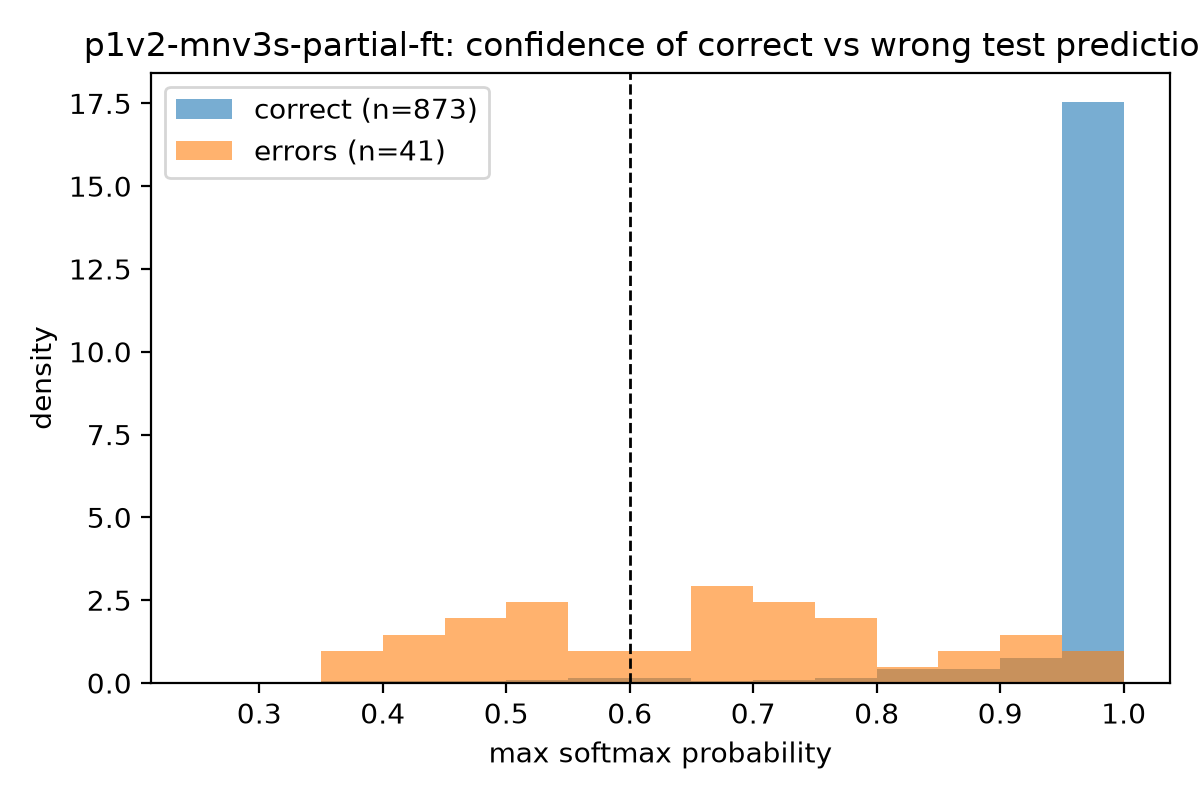 p1v2-mnv3s-partial-ft: confidence of correct vs wrong test predictio
correct (n=873)
errors (n=41)
17.5
15.0
12.5
10.0
7.5
5.0
2.5
0.0
density
0.3 0.4 0.5 0.6 0.7 0.8 0.9 1.0
max softmax probability